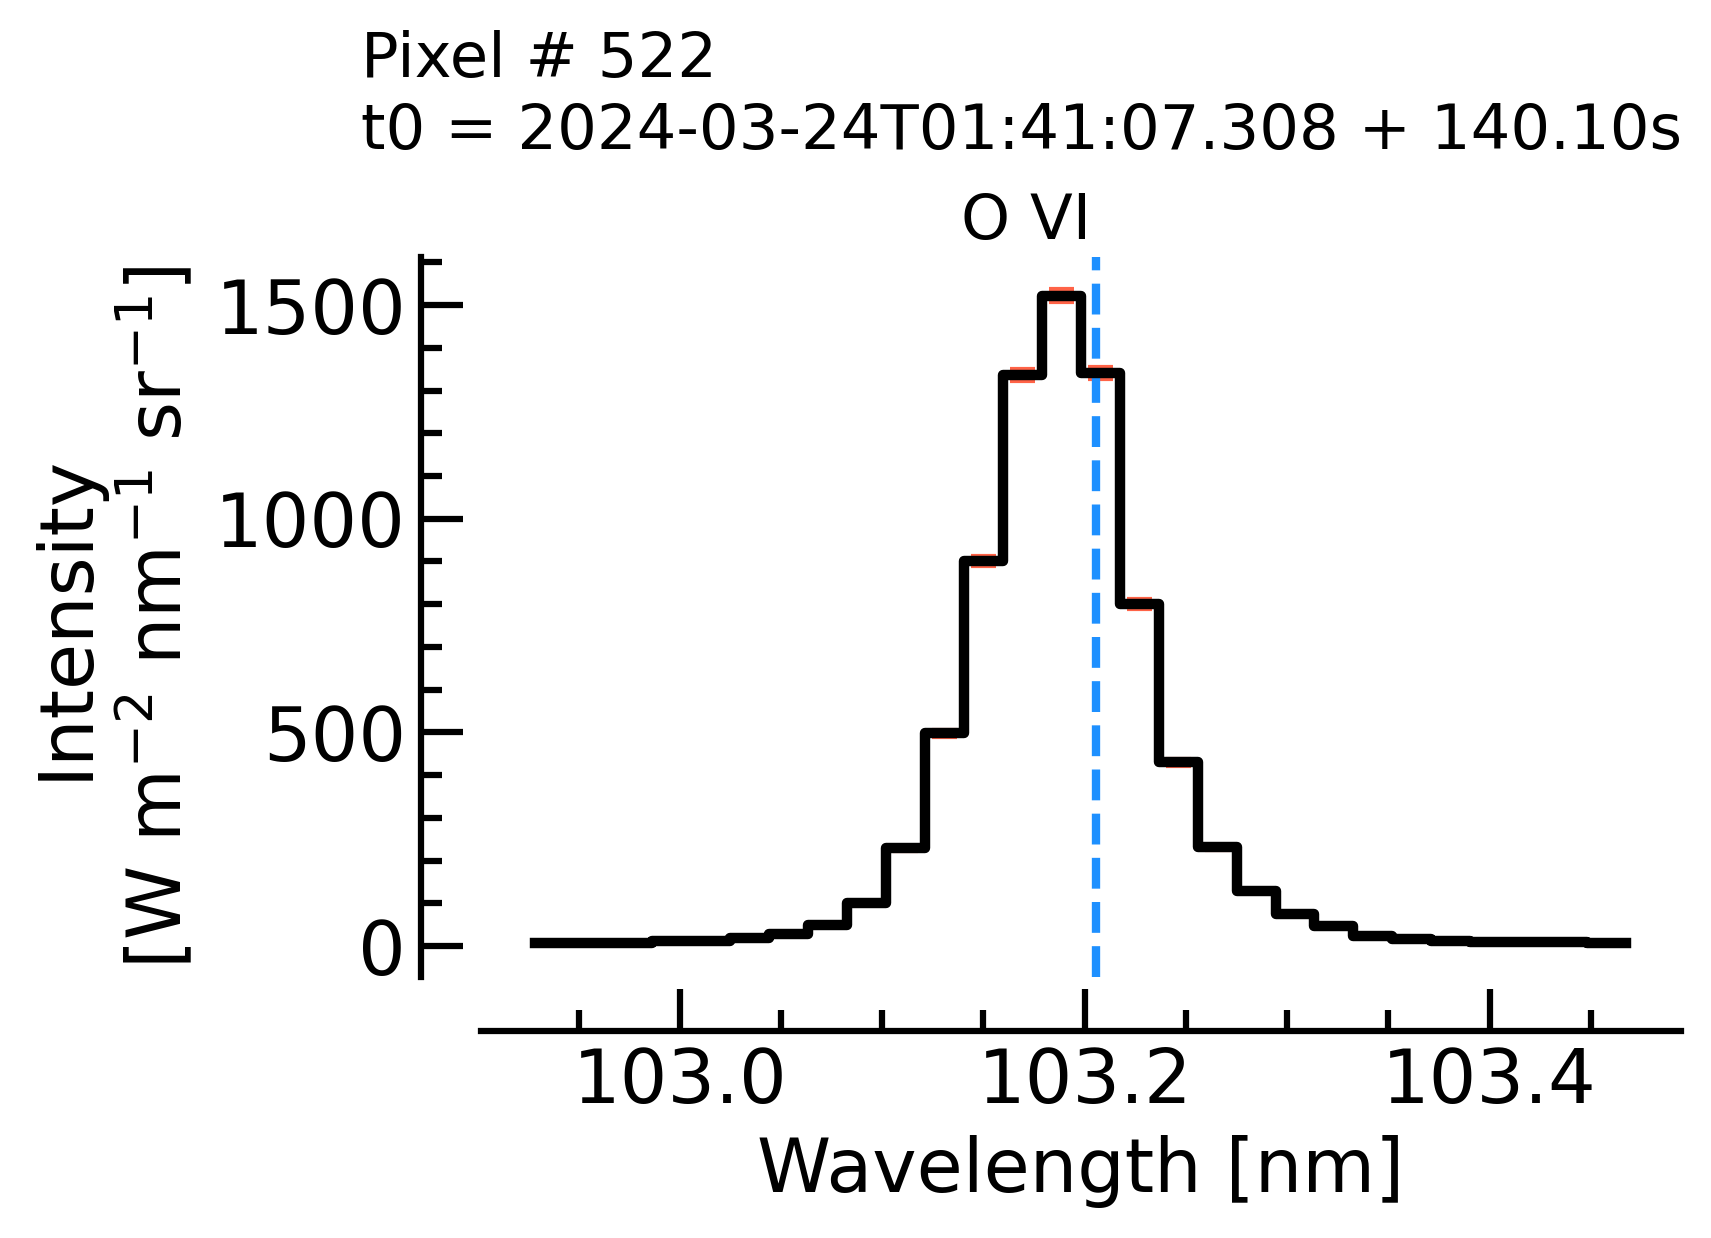 Pixel # 522
t0 = 2024-03-24T01:41:07.308 + 140.10s
O VI
Intensity
[W m⁻² nm⁻¹ sr⁻¹]
1500
1000
500
0
103.0 103.2 103.4
Wavelength [nm]